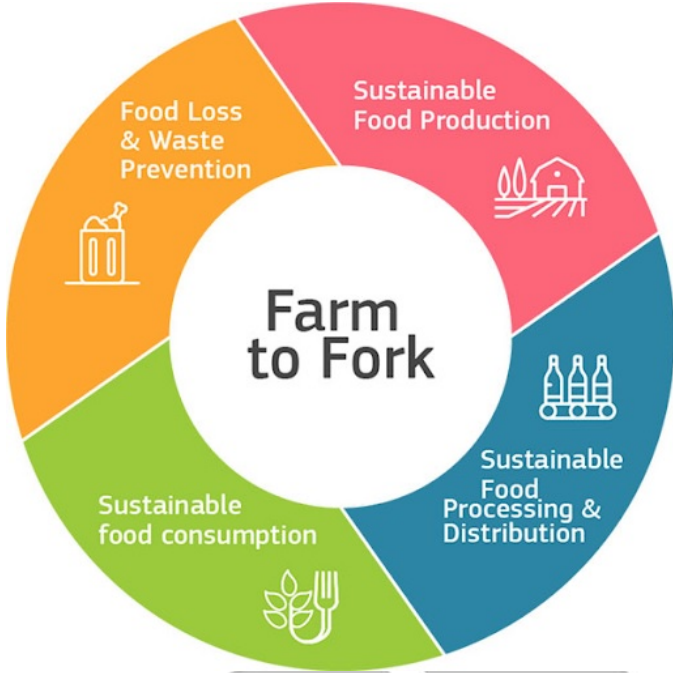 Food Loss
& Waste
Prevention
Sustainable
Food Production
Farm
to Fork
Sustainable
Food
Processing &
Distribution
Sustainable
food consumption